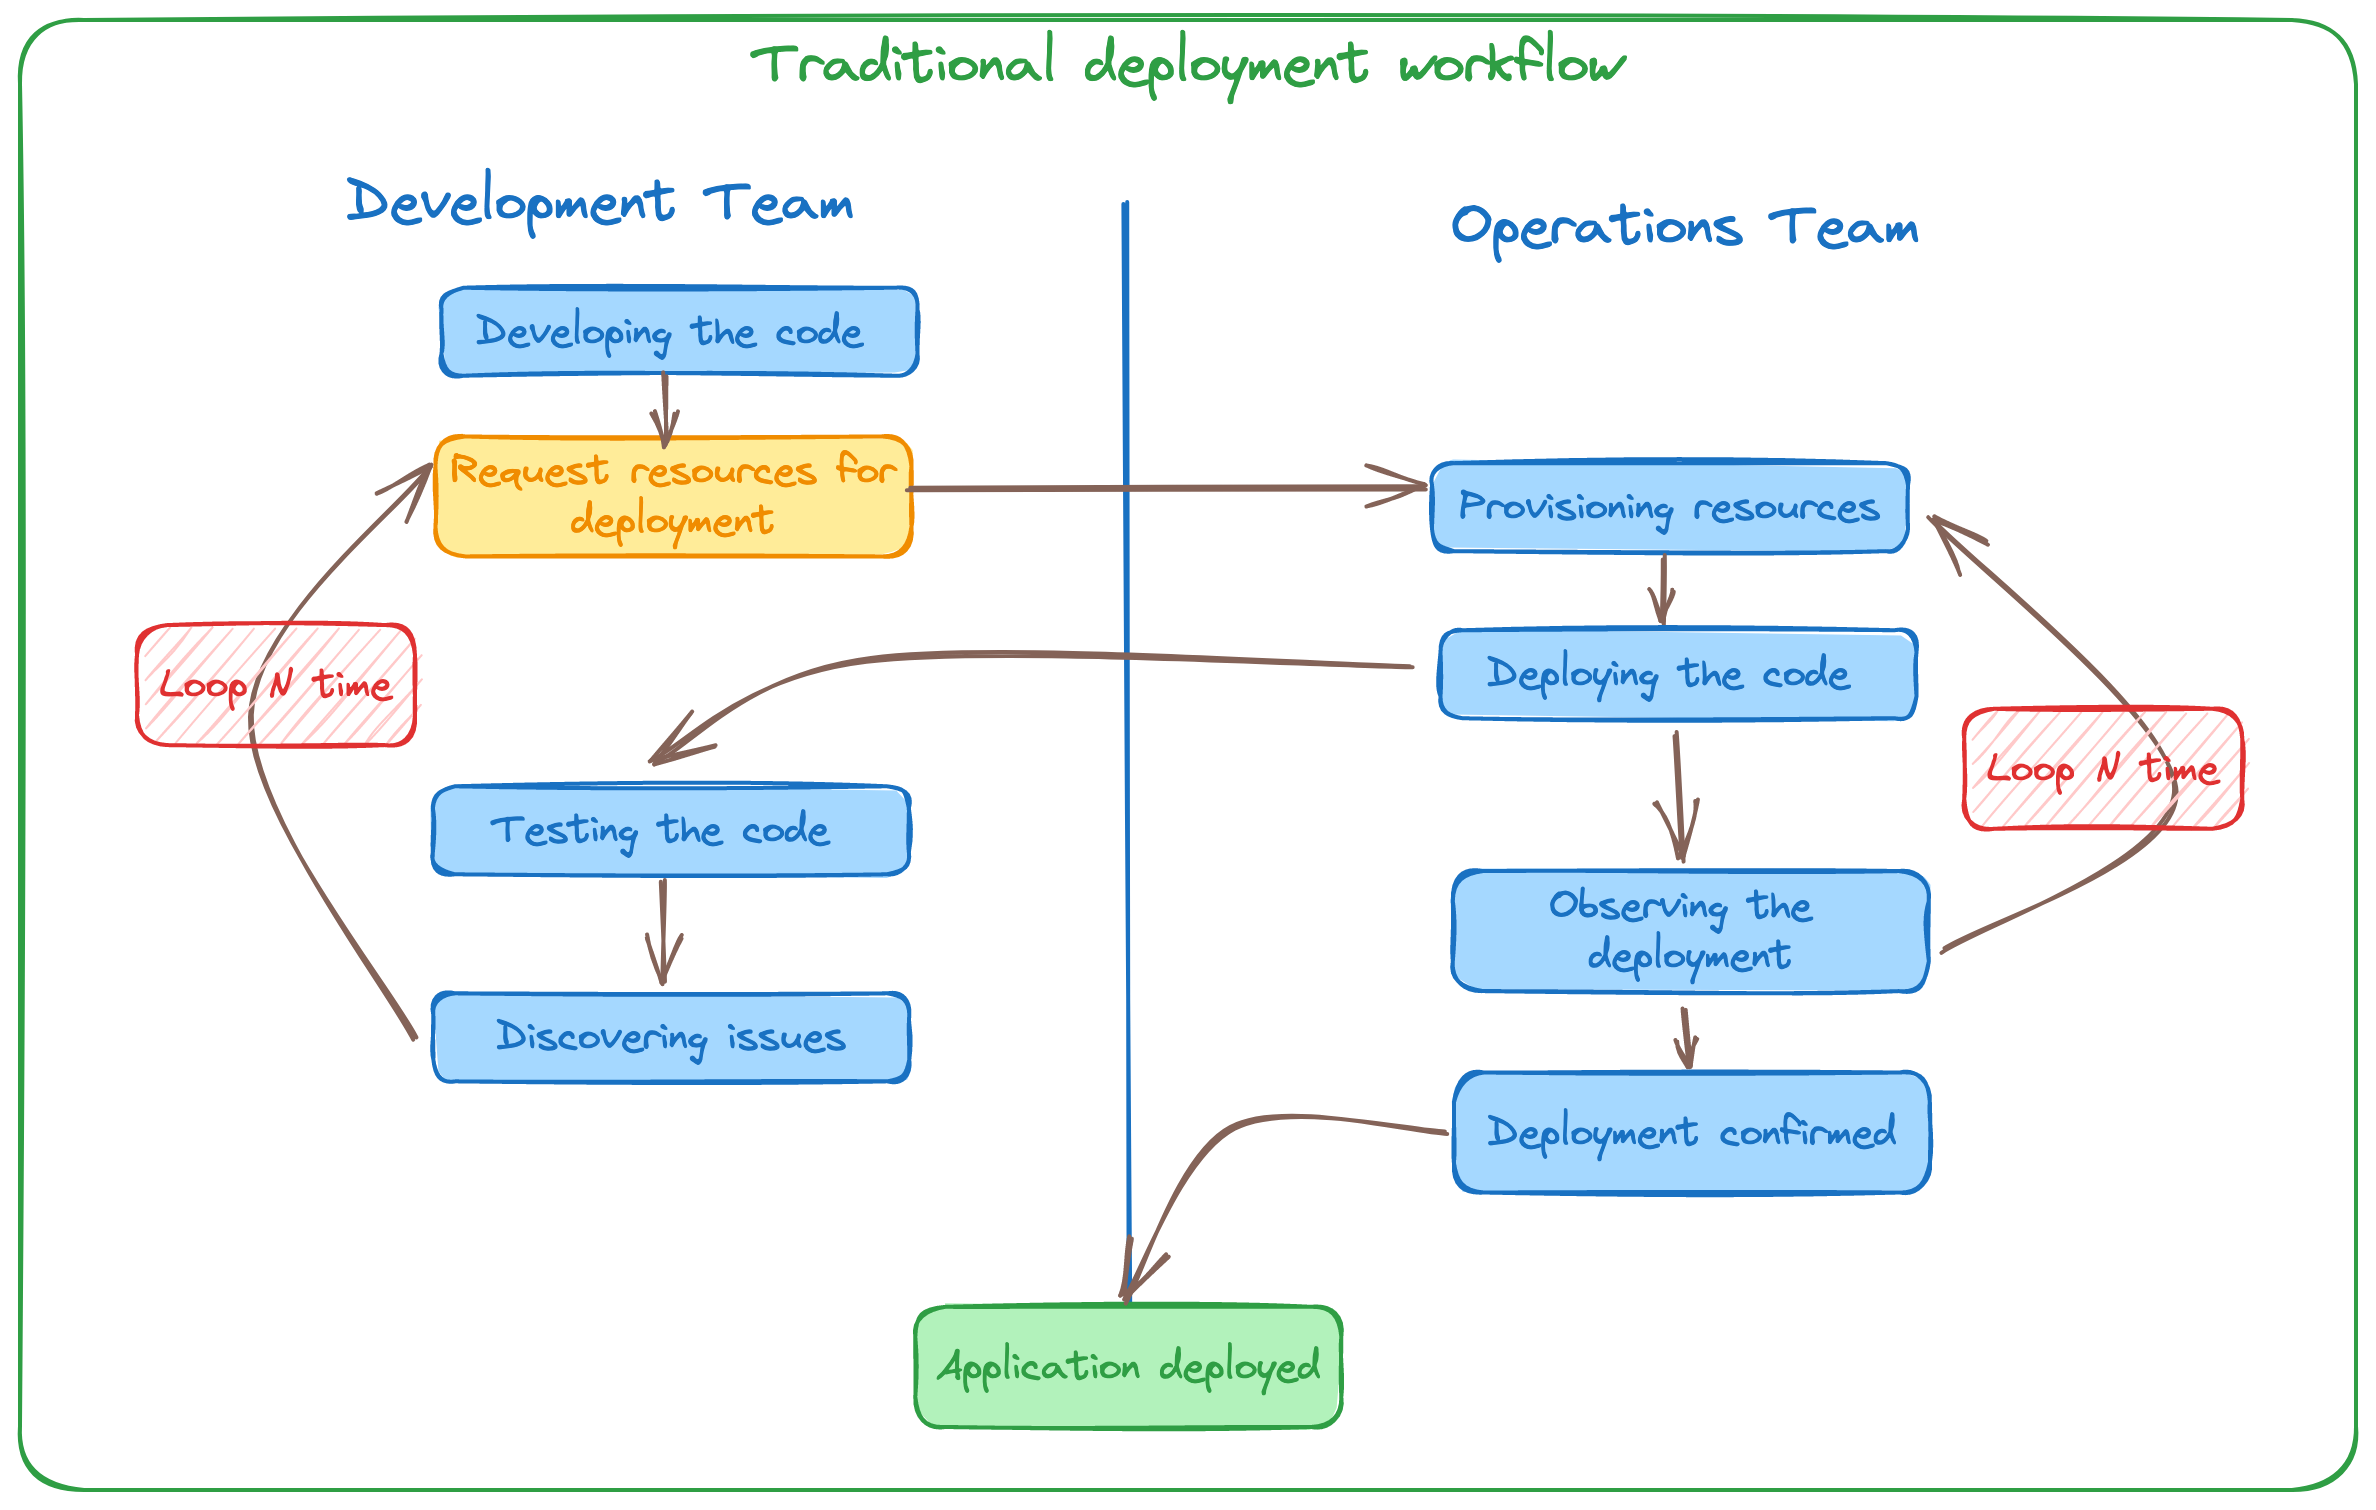 Traditional deployment workflow
Development Team
Operations Team
Developing the code
Request resources for
deployment
Provisioning resources
Loop N time
Deploying the code
Loop N time
Testing the code
Observing the
deployment
Discovering issues
Deployment confirmed
Application deployed